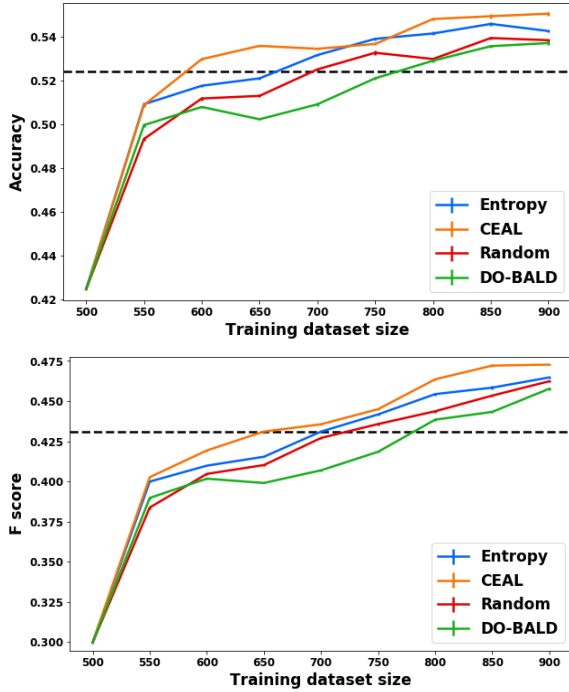 Accuracy
0.54
0.52
0.50
0.48
0.46
0.44
0.42
Entropy
CEAL
Random
DO-BALD
500 550 600 650 700 750 800 850 900
Training dataset size
F score
0.475
0.450
0.425
0.400
0.375
0.350
0.325
0.300
Entropy
CEAL
Random
DO-BALD
500 550 600 650 700 750 800 850 900
Training dataset size